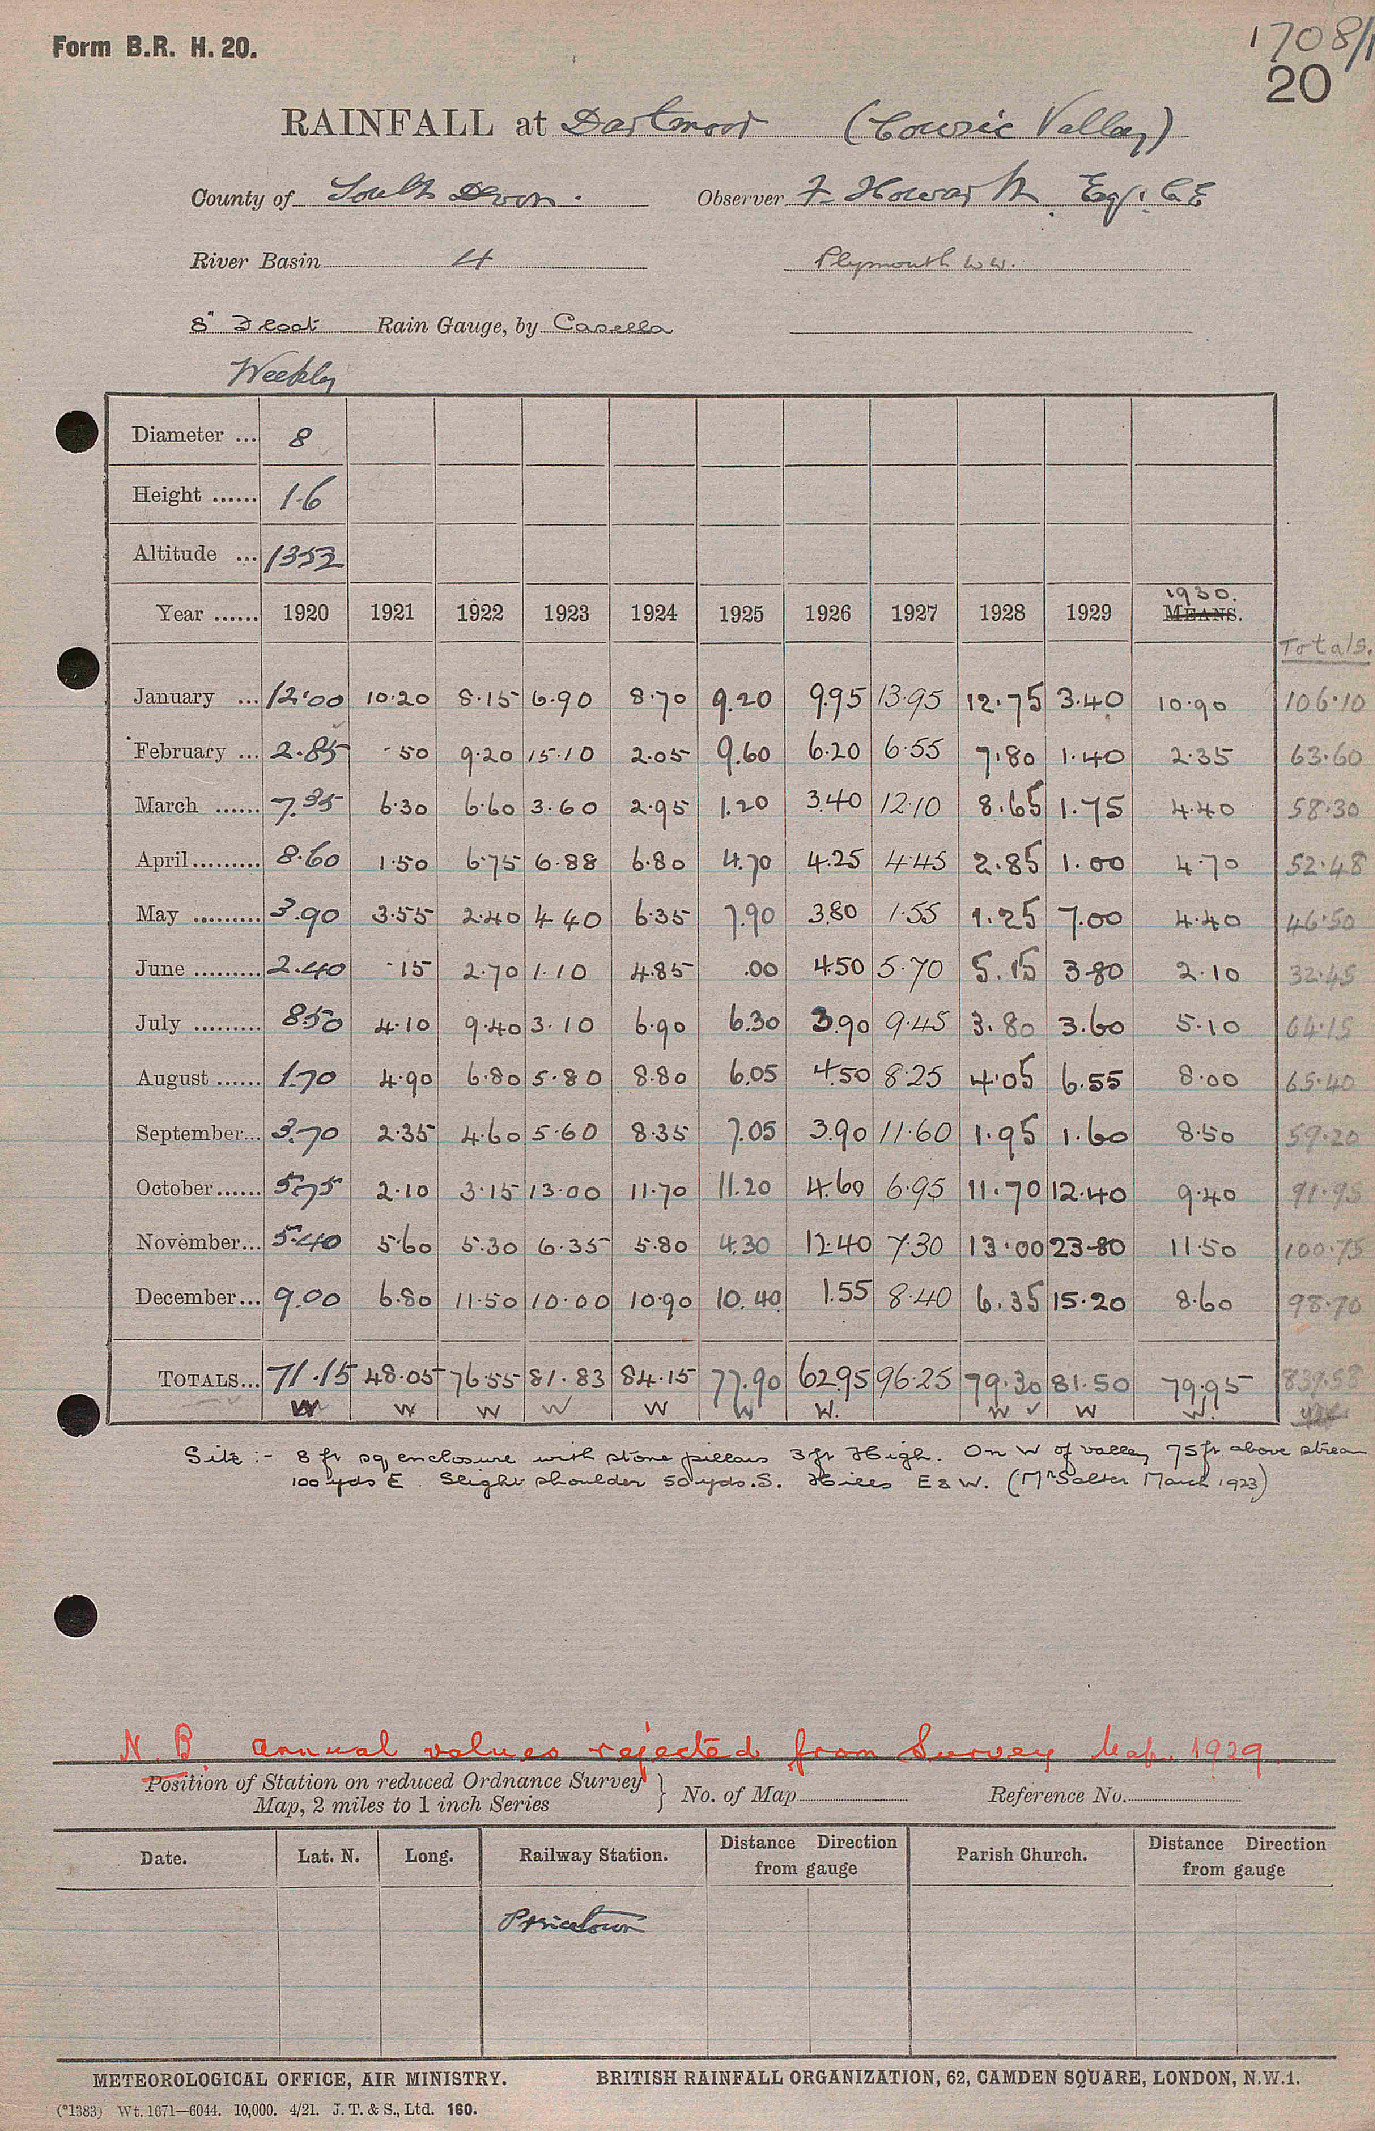 Form B.R. H. 20.
1708/1
20
RAINFALL at Dartmoor (Cowsic Valley)
County of South Devon. Observer F. Howarth Esq. C.E
River Basin 4 Plymouth W.W.
8" Float Rain Gauge, by Casella
Weekly
Diameter ... 8
Height ...... 1.6
Altitude ... 1352
Year ...... 1920 1921 1922 1923 1924 1925 1926 1927 1928 1929 1930. MEANS.
Totals.
January ... 12.00 10.20 8.15 6.90 8.70 9.20 9.95 13.95 12.75 3.40 10.90 106.10
February ... 2.85 .50 9.20 15.10 2.05 9.60 6.20 6.55 7.80 1.40 2.35 63.60
March ...... 7.35 6.30 6.60 3.60 2.95 1.20 3.40 12.10 8.65 1.75 4.40 58.30
April......... 8.60 1.50 6.75 6.88 6.80 4.70 4.25 4.45 2.85 1.00 4.70 52.48
May ......... 3.90 3.55 2.40 4.40 6.35 7.90 3.80 1.55 1.25 7.00 4.40 46.50
June ......... 2.40 .15 2.70 1.10 4.85 .00 4.50 5.70 5.15 3.80 2.10 32.45
July ......... 8.50 4.10 9.40 3.10 6.90 6.30 3.90 9.45 3.80 3.60 5.10 64.15
August ...... 1.70 4.90 6.80 5.80 8.80 6.05 4.50 8.25 4.05 6.55 8.00 65.40
September... 3.70 2.35 4.60 5.60 8.35 7.05 3.90 11.60 1.95 1.60 8.50 59.20
October...... 5.75 2.10 3.15 13.00 11.70 11.20 4.60 6.95 11.70 12.40 9.40 91.95
November... 5.40 5.60 5.30 6.35 5.80 4.30 12.40 7.30 13.00 23.80 11.50 100.75
December... 9.00 6.80 11.50 10.00 10.90 10.40 1.55 8.40 6.35 15.20 8.60 98.70
TOTALS... 71.15 48.05 76.55 81.83 84.15 77.90 62.95 96.25 79.30 81.50 79.95 839.58
W W W W W W W. W W W.
Site :- 8 ft sq enclosure with stone pillars 3 ft High. On W of valley 75 ft above stream
100 yds E Slight shoulder 50 yds. S. Hills E & W. (Mr Salter March 1923)
N.B annual values rejected from Survey Map. 1929
Position of Station on reduced Ordnance Survey
Map, 2 miles to 1 inch Series } No. of Map Reference No.
Date. Lat. N. Long. Railway Station. Distance Direction from gauge Parish Church. Distance Direction from gauge
Princetown
METEOROLOGICAL OFFICE, AIR MINISTRY. BRITISH RAINFALL ORGANIZATION, 62, CAMDEN SQUARE, LONDON, N.W.1.
(*1383) Wt. 1671—6044. 10,000. 4/21. J. T. & S., Ltd. 160.